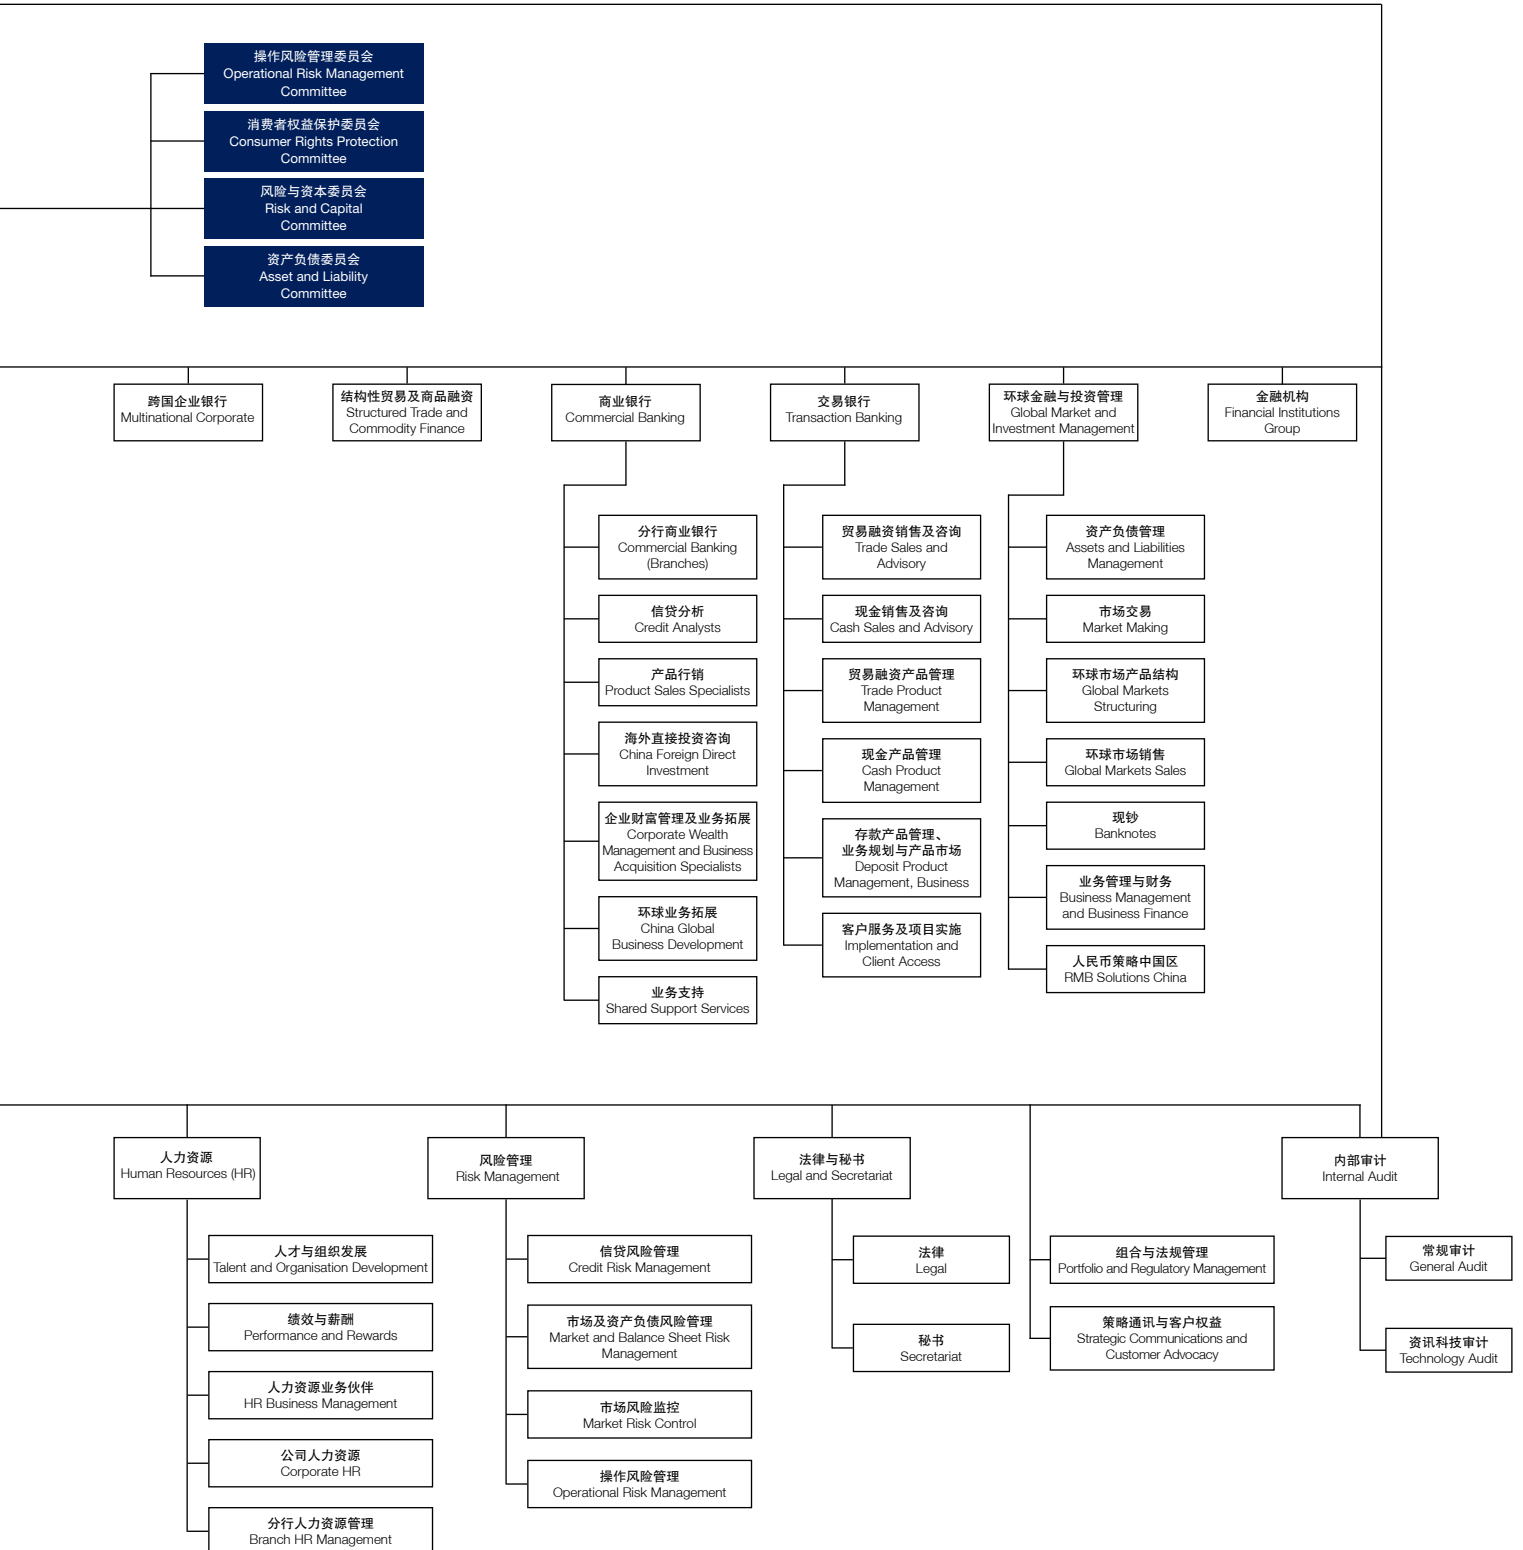 操作风险管理委员会
Operational Risk Management
Committee
消费者权益保护委员会
Consumer Rights Protection
Committee
风险与资本委员会
Risk and Capital
Committee
资产负债委员会
Asset and Liability
Committee
跨国企业银行
Multinational Corporate
结构性贸易及商品融资
Structured Trade and
Commodity Finance
商业银行
Commercial Banking
交易银行
Transaction Banking
环球金融与投资管理
Global Market and
Investment Management
金融机构
Financial Institutions
Group
分行商业银行
Commercial Banking
(Branches)
信贷分析
Credit Analysts
产品行销
Product Sales Specialists
海外直接投资咨询
China Foreign Direct
Investment
企业财富管理及业务拓展
Corporate Wealth
Management and Business
Acquisition Specialists
环球业务拓展
China Global
Business Development
业务支持
Shared Support Services
贸易融资销售及咨询
Trade Sales and
Advisory
现金销售及咨询
Cash Sales and Advisory
贸易融资产品管理
Trade Product
Management
现金产品管理
Cash Product
Management
存款产品管理、
业务规划与产品市场
Deposit Product
Management, Business
客户服务及项目实施
Implementation and
Client Access
资产负债管理
Assets and Liabilities
Management
市场交易
Market Making
环球市场产品结构
Global Markets
Structuring
环球市场销售
Global Markets Sales
现钞
Banknotes
业务管理与财务
Business Management
and Business Finance
人民币策略中国区
RMB Solutions China
人力资源
Human Resources (HR)
人才与组织发展
Talent and Organisation Development
绩效与薪酬
Performance and Rewards
人力资源业务伙伴
HR Business Management
公司人力资源
Corporate HR
分行人力资源管理
Branch HR Management
风险管理
Risk Management
信贷风险管理
Credit Risk Management
市场及资产负债风险管理
Market and Balance Sheet Risk
Management
市场风险监控
Market Risk Control
操作风险管理
Operational Risk Management
法律与秘书
Legal and Secretariat
法律
Legal
秘书
Secretariat
组合与法规管理
Portfolio and Regulatory Management
策略通讯与客户权益
Strategic Communications and
Customer Advocacy
内部审计
Internal Audit
常规审计
General Audit
资讯科技审计
Technology Audit